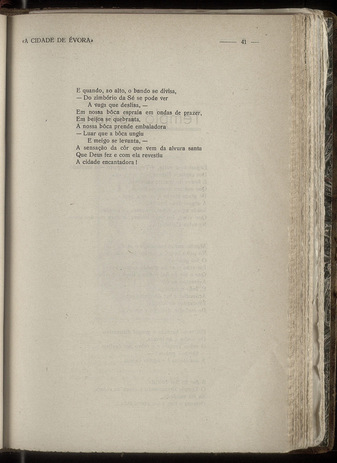 «A CIDADE DE ÉVORA» — 41 —
E quando, ao alto, o bando se divisa,
— Do zimbório da Sé se pode ver
A vaga que desliza, —
Em nossa bôca espraia em ondas de prazer,
Em beijos se quebranta.
A nossa bôca prende embaladora
— Luar que a bôca ungiu
E meigo se levanta, —
A sensação da côr que vem da alvura santa
Que Deus fez e com ela revestiu
A cidade encantadora!